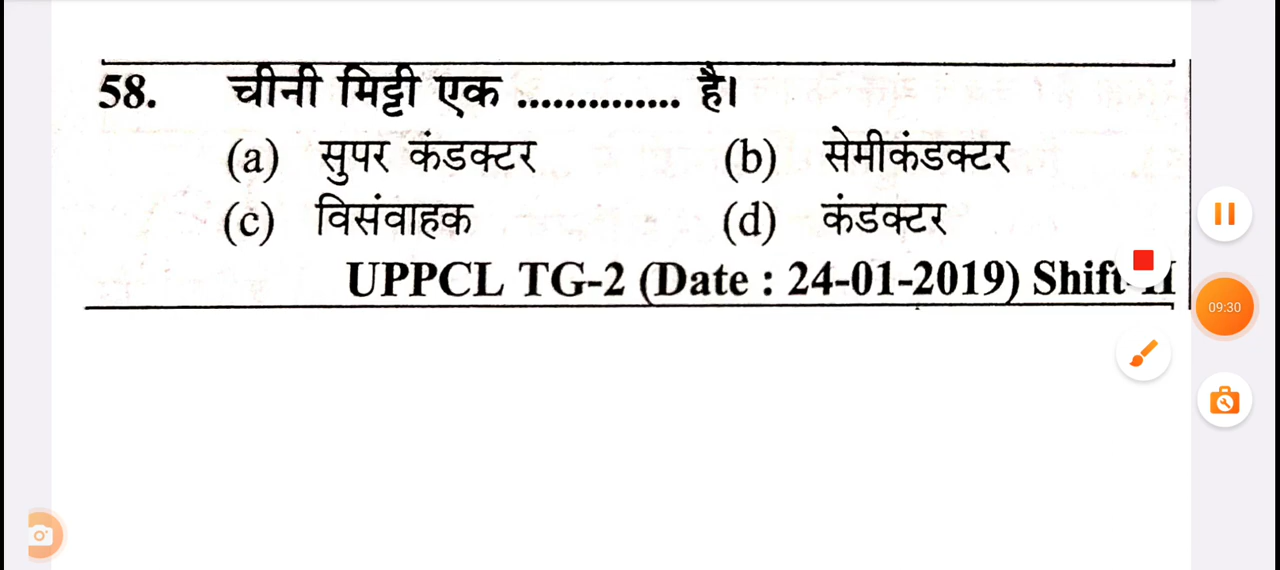 58. चीनी मिट्टी एक .............. है।
(a) सुपर कंडक्टर (b) सेमीकंडक्टर
(c) विसंवाहक (d) कंडक्टर
UPPCL TG-2 (Date : 24-01-2019) Shift
09:30